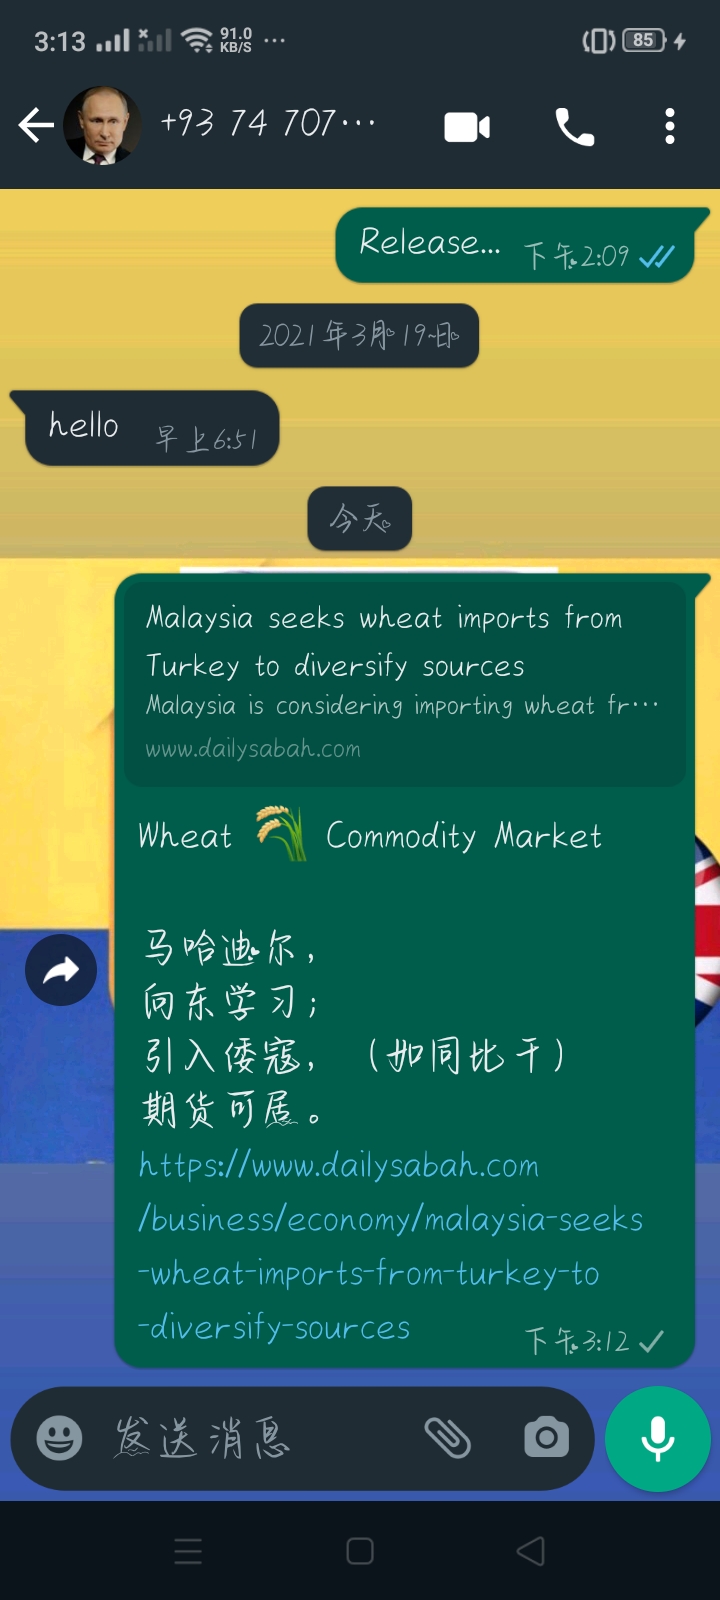 3:13
91.0
KB/S
...
85
+93 74 707...
Release...
下午2:09
2021年3月19日
hello
早上6:51
今天
Malaysia seeks wheat imports from
Turkey to diversify sources
Malaysia is considering importing wheat fr...
www.dailysabah.com
Wheat 🌾 Commodity Market
马哈迪尔，
向东学习；
引入倭寇，（如同比干）
期货可居。
https://www.dailysabah.com
/business/economy/malaysia-seeks
-wheat-imports-from-turkey-to
-diversify-sources
下午3:12
发送消息